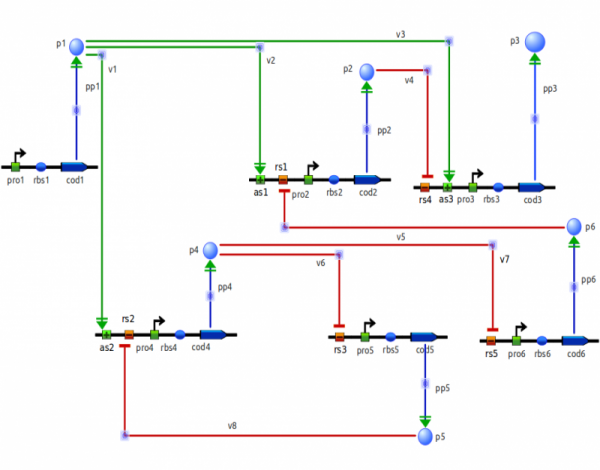 v3
p1
p3
v2
v1
p2
v4
pp1
pp3
pp2
rs1
pro1 rbs1 cod1
as1 pro2 rbs2 cod2
rs4 as3 pro3 rbs3 cod3
p6
v5
p4
v6
v7
pp4
pp6
rs2
as2 pro4 rbs4 cod4
rs3 pro5 rbs5 cod5
rs5 pro6 rbs6 cod6
pp5
v8
p5